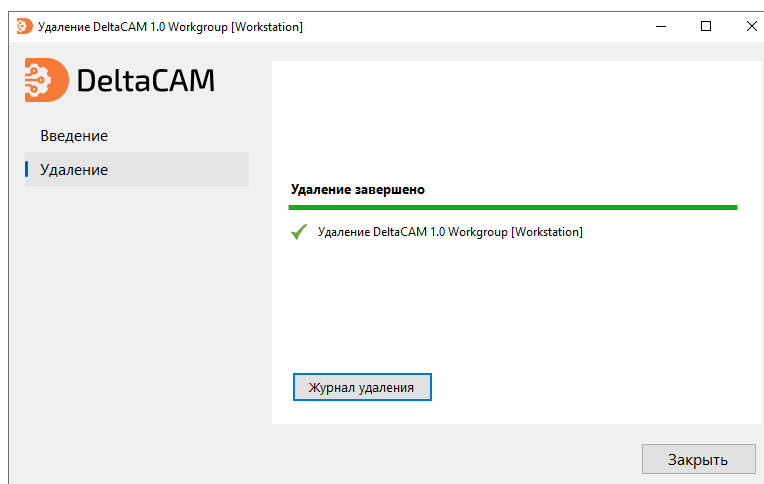 Удаление DeltaCAM 1.0 Workgroup [Workstation]
DeltaCAM
Введение
Удаление
Удаление завершено
Удаление DeltaCAM 1.0 Workgroup [Workstation]
Журнал удаления
Закрыть